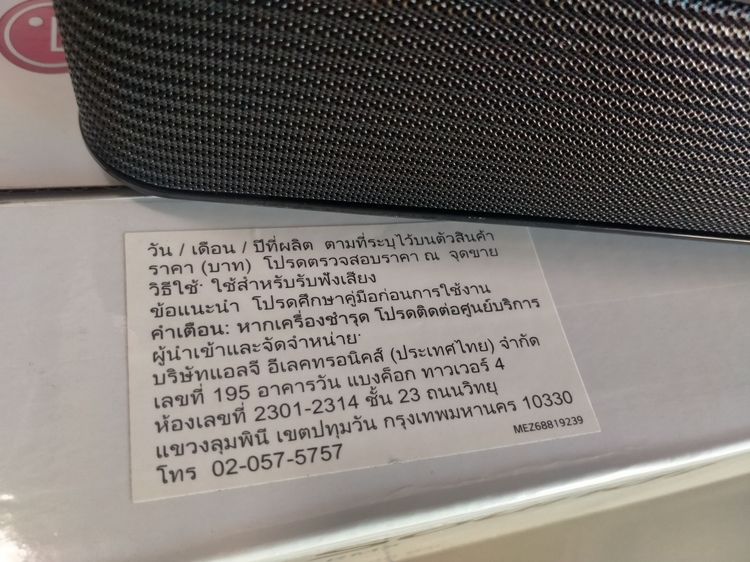 วัน / เดือน / ปีที่ผลิต ตามที่ระบุไว้บนตัวสินค้า
ราคา (บาท) โปรดตรวจสอบราคา ณ จุดขาย
วิธีใช้: ใช้สำหรับรับฟังเสียง
ข้อแนะนำ โปรดศึกษาคู่มือก่อนการใช้งาน
คำเตือน: หากเครื่องชำรุด โปรดติดต่อศูนย์บริการ
ผู้นำเข้าและจัดจำหน่าย:
บริษัทแอลจี อีเลคทรอนิคส์ (ประเทศไทย) จำกัด
เลขที่ 195 อาคารวัน แบงค็อก ทาวเวอร์ 4
ห้องเลขที่ 2301-2314 ชั้น 23 ถนนวิทยุ
แขวงลุมพินี เขตปทุมวัน กรุงเทพมหานคร 10330
โทร 02-057-5757
MEZ68819239